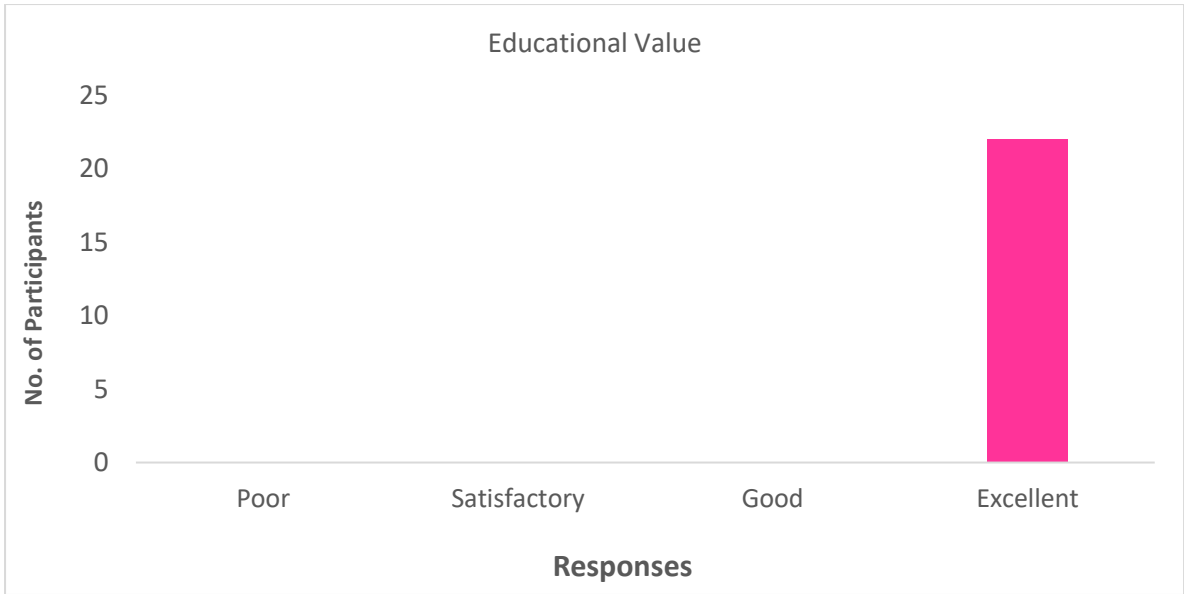 Educational Value
25
20
15
10
5
0
No. of Participants
Poor Satisfactory Good Excellent
Responses